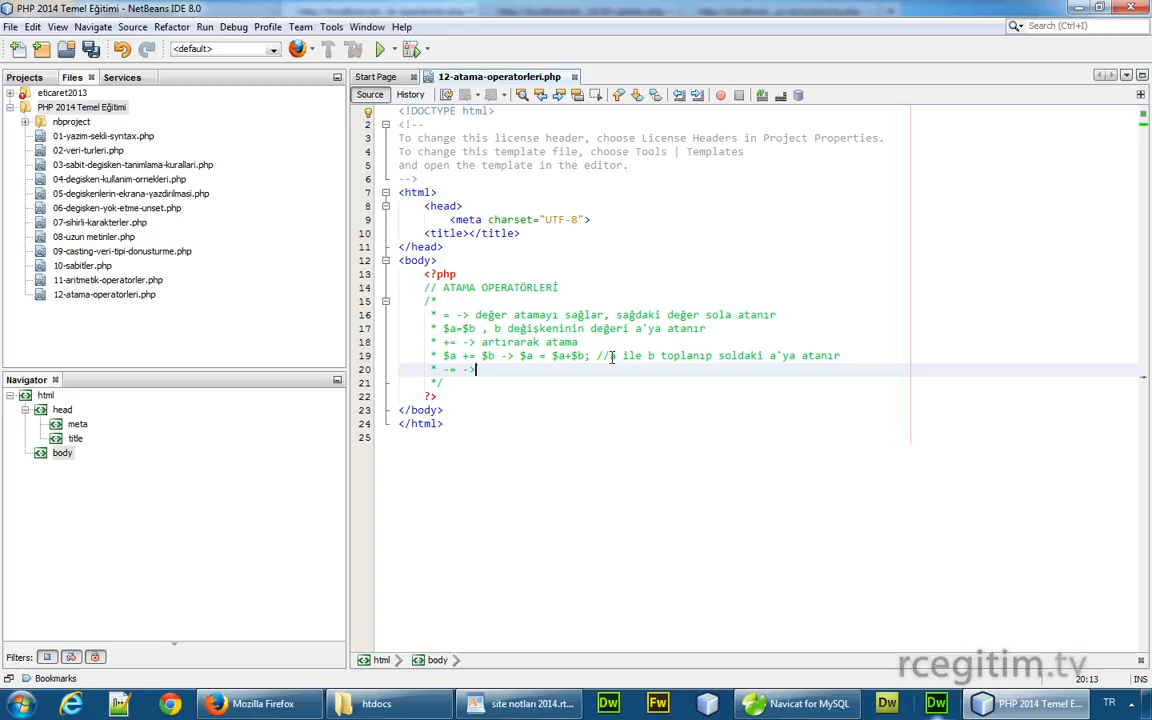 PHP 2014 Temel Eğitimi - NetBeans IDE 8.0
File Edit View Navigate Source Refactor Run Debug Profile Team Tools Window Help
Search (Ctrl+I)
<default>
Projects Files Services
eticaret2013
PHP 2014 Temel Eğitimi
nbproject
01-yazim-sekli-syntax.php
02-veri-turleri.php
03-sabit-degisken-tanimlama-kurallari.php
04-degisken-kullanim-ornekleri.php
05-degiskenlerin-ekrana-yazdirilmasi.php
06-degisken-yok-etme-unset.php
07-sihirli-karakterler.php
08-uzun metinler.php
09-casting-veri-tipi-donusturme.php
10-sabitler.php
11-aritmetik-operatorler.php
12-atama-operatorleri.php
Navigator
html
head
meta
title
body
Filters:
Start Page 12-atama-operatorleri.php
Source History
<!DOCTYPE html>
2 <!--
3 To change this license header, choose License Headers in Project Properties.
4 To change this template file, choose Tools | Templates
5 and open the template in the editor.
6 -->
7 <html>
8 <head>
9 <meta charset="UTF-8">
10 <title></title>
11 </head>
12 <body>
13 <?php
14 // ATAMA OPERATÖRLERİ
15 /*
16 * = -> değer atamayı sağlar, sağdaki değer sola atanır
17 * $a=$b , b değişkeninin değeri a'ya atanır
18 * += -> artırarak atama
19 * $a += $b -> $a = $a+$b; //a ile b toplanıp soldaki a'ya atanır
20 * -= ->
21 */
22 ?>
23 </body>
24 </html>
25
html body
rcegitim.tv
Bookmarks
20:13 INS
Mozilla Firefox htdocs site notları 2014.rt... Dw Fw Navicat for MySQL Dw Dw PHP 2014 Temel E... TR